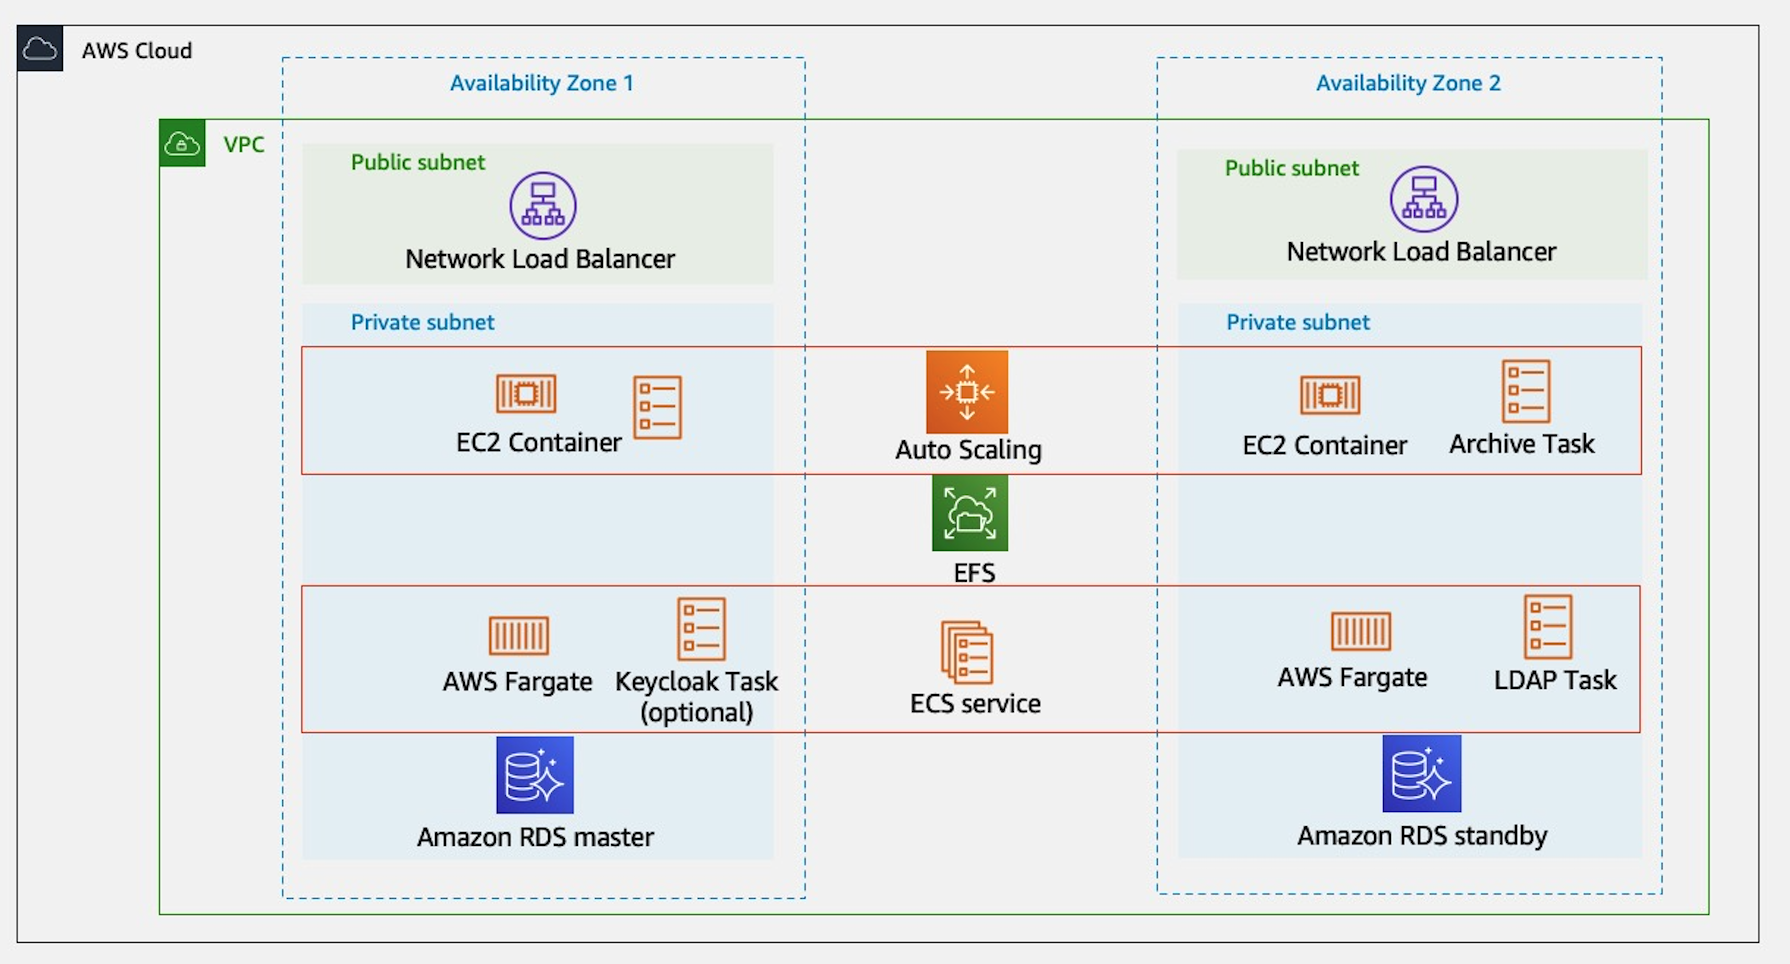 AWS Cloud
Availability Zone 1
Availability Zone 2
VPC
Public subnet
Network Load Balancer
Public subnet
Network Load Balancer
Private subnet
Private subnet
EC2 Container
Auto Scaling
EC2 Container
Archive Task
EFS
AWS Fargate
Keycloak Task
(optional)
ECS service
AWS Fargate
LDAP Task
Amazon RDS master
Amazon RDS standby